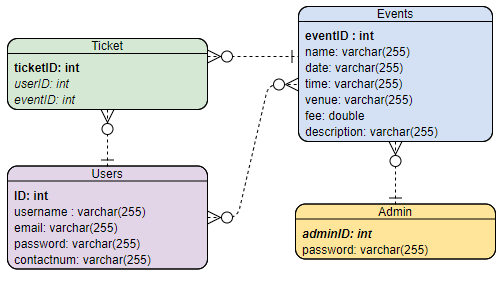 Ticket
ticketID: int
userID: int
eventID: int
Events
eventID : int
name: varchar(255)
date: varchar(255)
time: varchar(255)
venue: varchar(255)
fee: double
description: varchar(255)
Users
ID: int
username : varchar(255)
email: varchar(255)
password: varchar(255)
contactnum: varchar(255)
Admin
adminID: int
password: varchar(255)